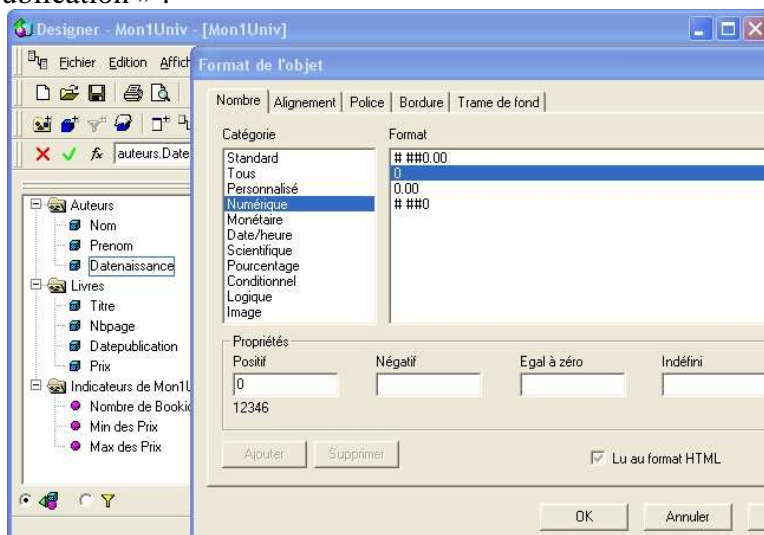 ublication » .
Designer - Mon1Univ - [Mon1Univ]
Fichier Edition Affich
Format de l'objet
Nombre Alignement Police Bordure Trame de fond
auteurs.Date
Catégorie Format
Standard
Tous
Personnalisé
Numérique
Monétaire
Date/heure
Scientifique
Pourcentage
Conditionnel
Logique
Image
# ##0.00
0
0.00
# ##0
Auteurs
Nom
Prenom
Datenaissance
Livres
Titre
Nbpage
Datepublication
Prix
Indicateurs de Mon1U
Nombre de Bookid
Min des Prix
Max des Prix
Propriétés
Positif Négatif Egal à zéro Indéfini
0
12346
Ajouter Supprimer Lu au format HTML
OK Annuler